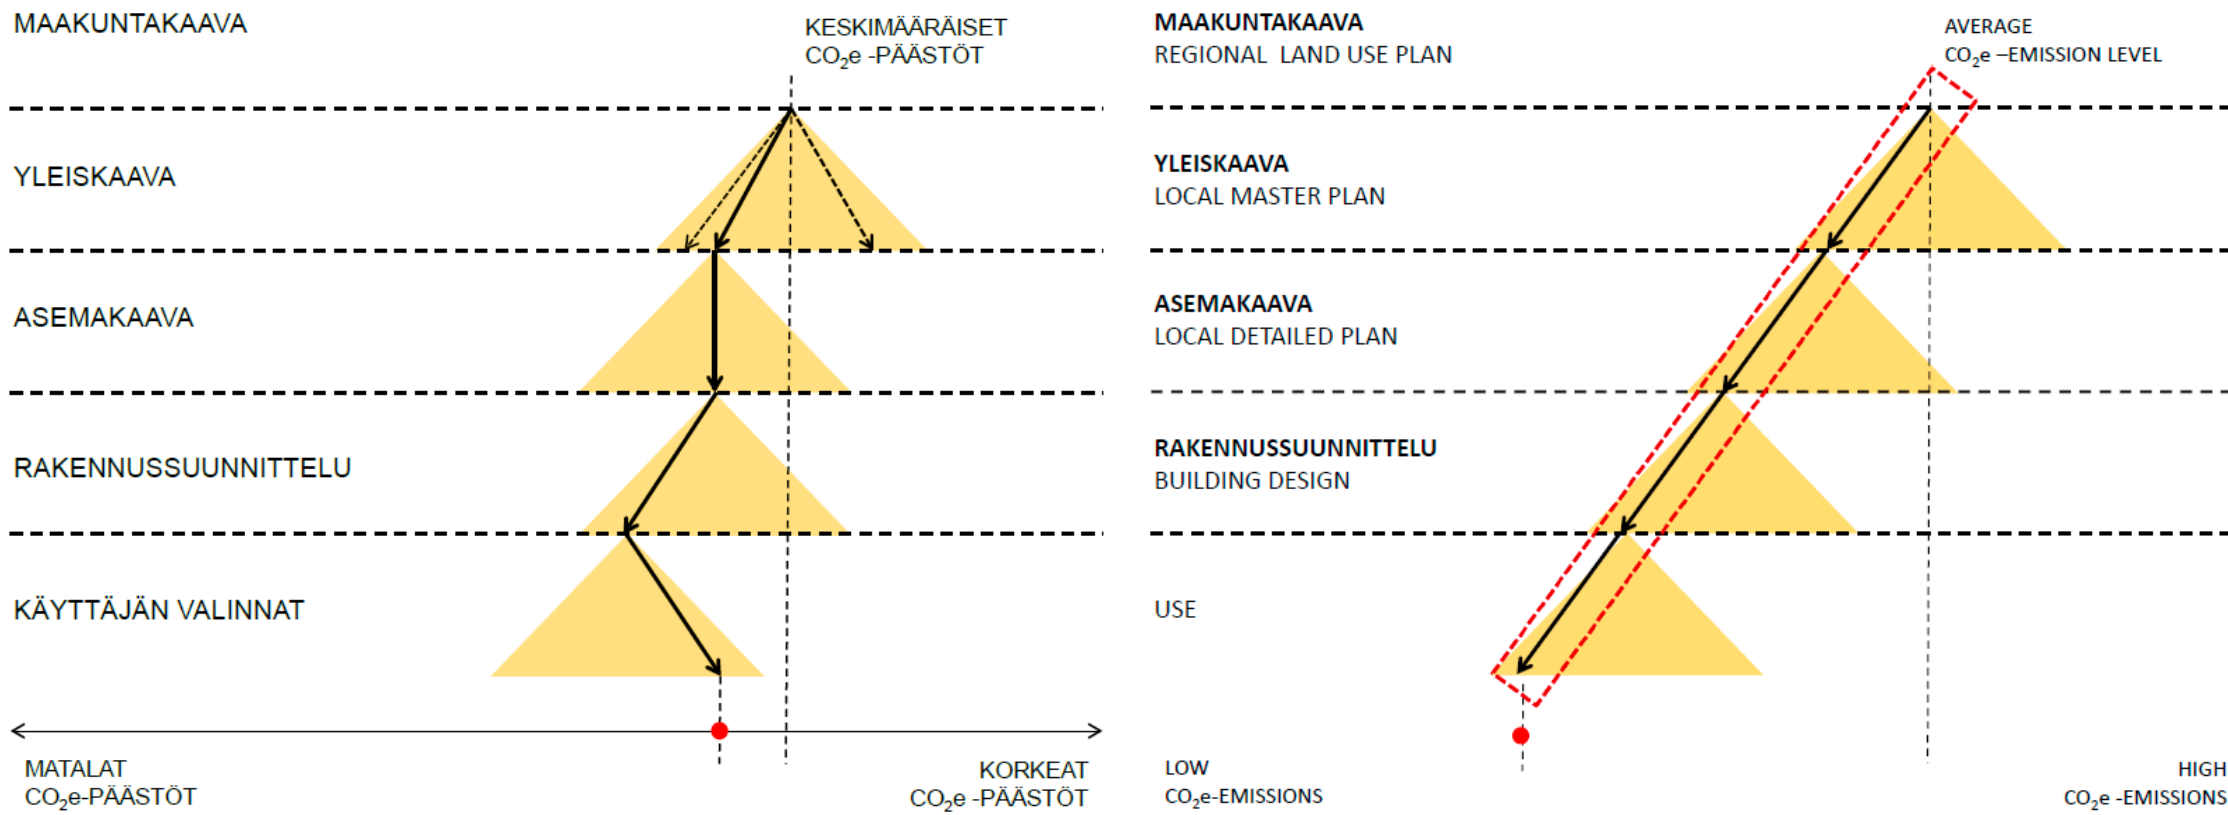 MAAKUNTAKAAVA
KESKIMÄÄRÄISET
CO₂e -PÄÄSTÖT
YLEISKAAVA
ASEMAKAAVA
RAKENNUSSUUNNITTELU
KÄYTTÄJÄN VALINNAT
MATALAT
CO₂e-PÄÄSTÖT
KORKEAT
CO₂e -PÄÄSTÖT
MAAKUNTAKAAVA
REGIONAL LAND USE PLAN
AVERAGE
CO₂e –EMISSION LEVEL
YLEISKAAVA
LOCAL MASTER PLAN
ASEMAKAAVA
LOCAL DETAILED PLAN
RAKENNUSSUUNNITTELU
BUILDING DESIGN
USE
LOW
CO₂e-EMISSIONS
HIGH
CO₂e -EMISSIONS